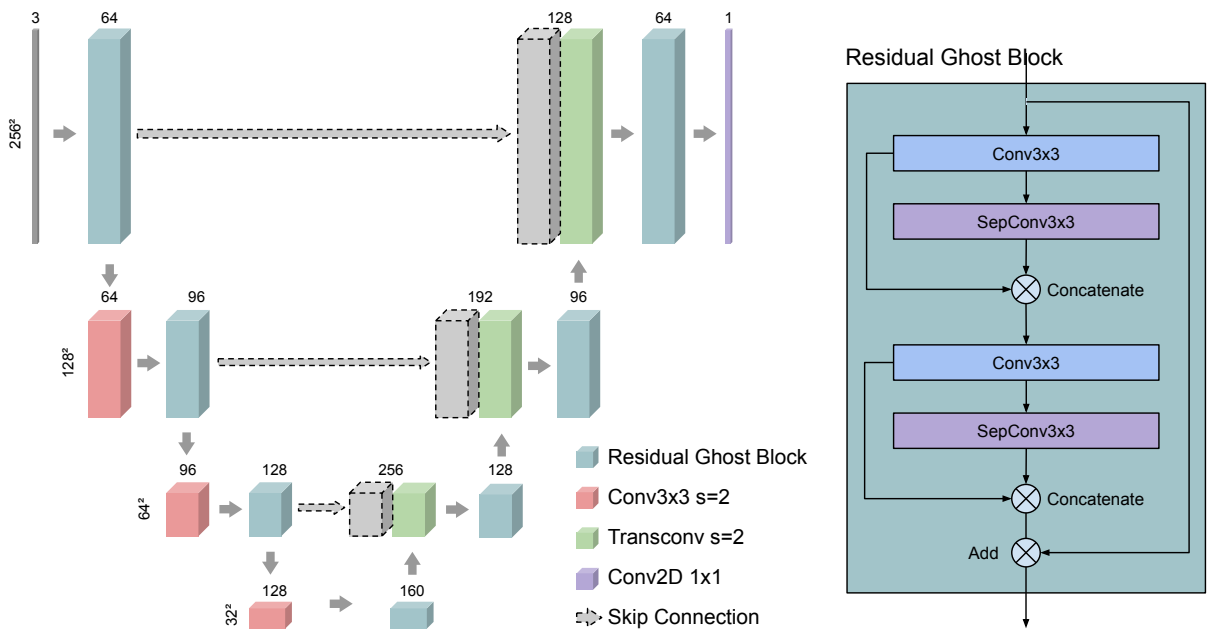 3
64
128
64
1
256²
64
96
192
96
128²
96
128
256
128
64²
128
160
32²
Residual Ghost Block
Conv3x3 s=2
Transconv s=2
Conv2D 1x1
Skip Connection
Residual Ghost Block
Conv3x3
SepConv3x3
Concatenate
Conv3x3
SepConv3x3
Concatenate
Add